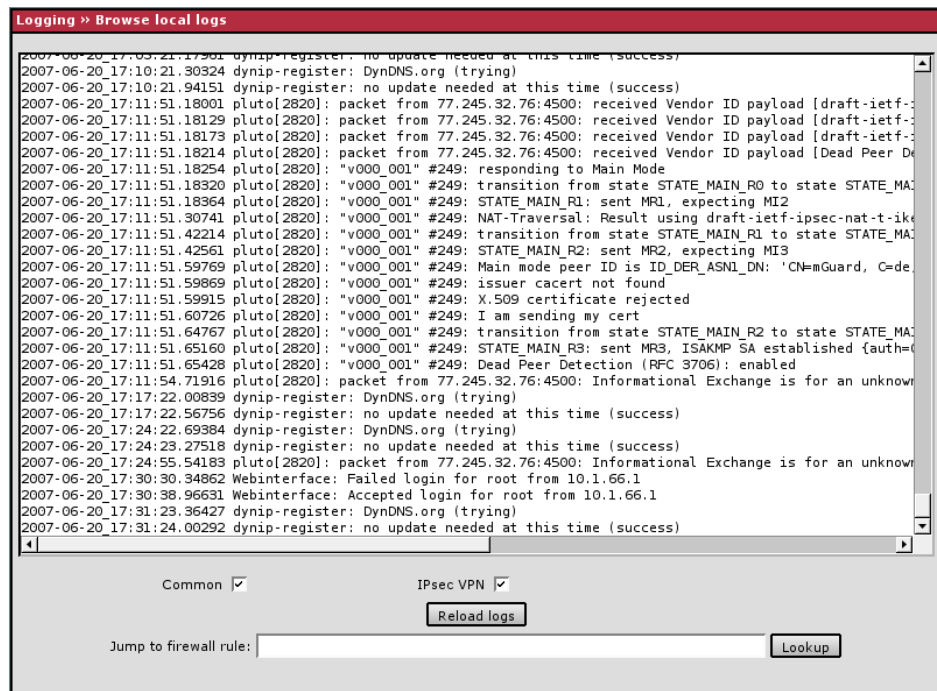 Logging » Browse local logs
2007-06-20_17:03:21.17961 dynip-register: no update needed at this time (success)
2007-06-20_17:10:21.30324 dynip-register: DynDNS.org (trying)
2007-06-20_17:10:21.94151 dynip-register: no update needed at this time (success)
2007-06-20_17:11:51.18001 pluto[2820]: packet from 77.245.32.76:4500: received Vendor ID payload [draft-ietf-
2007-06-20_17:11:51.18129 pluto[2820]: packet from 77.245.32.76:4500: received Vendor ID payload [draft-ietf-
2007-06-20_17:11:51.18173 pluto[2820]: packet from 77.245.32.76:4500: received Vendor ID payload [draft-ietf-
2007-06-20_17:11:51.18214 pluto[2820]: packet from 77.245.32.76:4500: received Vendor ID payload [Dead Peer De
2007-06-20_17:11:51.18254 pluto[2820]: "v000_001" #249: responding to Main Mode
2007-06-20_17:11:51.18320 pluto[2820]: "v000_001" #249: transition from state STATE_MAIN_R0 to state STATE_MAI
2007-06-20_17:11:51.18364 pluto[2820]: "v000_001" #249: STATE_MAIN_R1: sent MR1, expecting MI2
2007-06-20_17:11:51.30741 pluto[2820]: "v000_001" #249: NAT-Traversal: Result using draft-ietf-ipsec-nat-t-ike
2007-06-20_17:11:51.42214 pluto[2820]: "v000_001" #249: transition from state STATE_MAIN_R1 to state STATE_MAI
2007-06-20_17:11:51.42561 pluto[2820]: "v000_001" #249: STATE_MAIN_R2: sent MR2, expecting MI3
2007-06-20_17:11:51.59769 pluto[2820]: "v000_001" #249: Main mode peer ID is ID_DER_ASN1_DN: 'CN=mGuard, C=de,
2007-06-20_17:11:51.59869 pluto[2820]: "v000_001" #249: issuer cacert not found
2007-06-20_17:11:51.59915 pluto[2820]: "v000_001" #249: X.509 certificate rejected
2007-06-20_17:11:51.60726 pluto[2820]: "v000_001" #249: I am sending my cert
2007-06-20_17:11:51.64767 pluto[2820]: "v000_001" #249: transition from state STATE_MAIN_R2 to state STATE_MAI
2007-06-20_17:11:51.65160 pluto[2820]: "v000_001" #249: STATE_MAIN_R3: sent MR3, ISAKMP SA established {auth=
2007-06-20_17:11:51.65428 pluto[2820]: "v000_001" #249: Dead Peer Detection (RFC 3706): enabled
2007-06-20_17:11:54.71916 pluto[2820]: packet from 77.245.32.76:4500: Informational Exchange is for an unknown
2007-06-20_17:17:22.00839 dynip-register: DynDNS.org (trying)
2007-06-20_17:17:22.56756 dynip-register: no update needed at this time (success)
2007-06-20_17:24:22.69384 dynip-register: DynDNS.org (trying)
2007-06-20_17:24:23.27518 dynip-register: no update needed at this time (success)
2007-06-20_17:24:55.54183 pluto[2820]: packet from 77.245.32.76:4500: Informational Exchange is for an unknown
2007-06-20_17:30:30.34862 Webinterface: Failed login for root from 10.1.66.1
2007-06-20_17:30:38.96631 Webinterface: Accepted login for root from 10.1.66.1
2007-06-20_17:31:23.36427 dynip-register: DynDNS.org (trying)
2007-06-20_17:31:24.00292 dynip-register: no update needed at this time (success)
Common IPsec VPN
Reload logs
Jump to firewall rule: Lookup